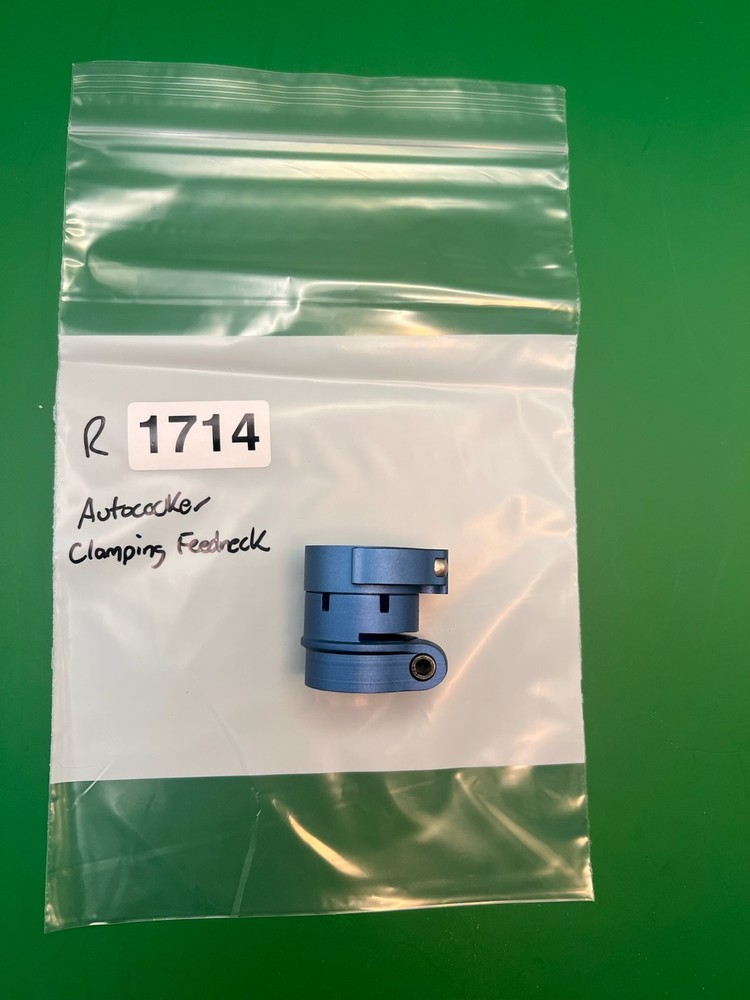 R 1714
Autococker
Clamping Feedneck